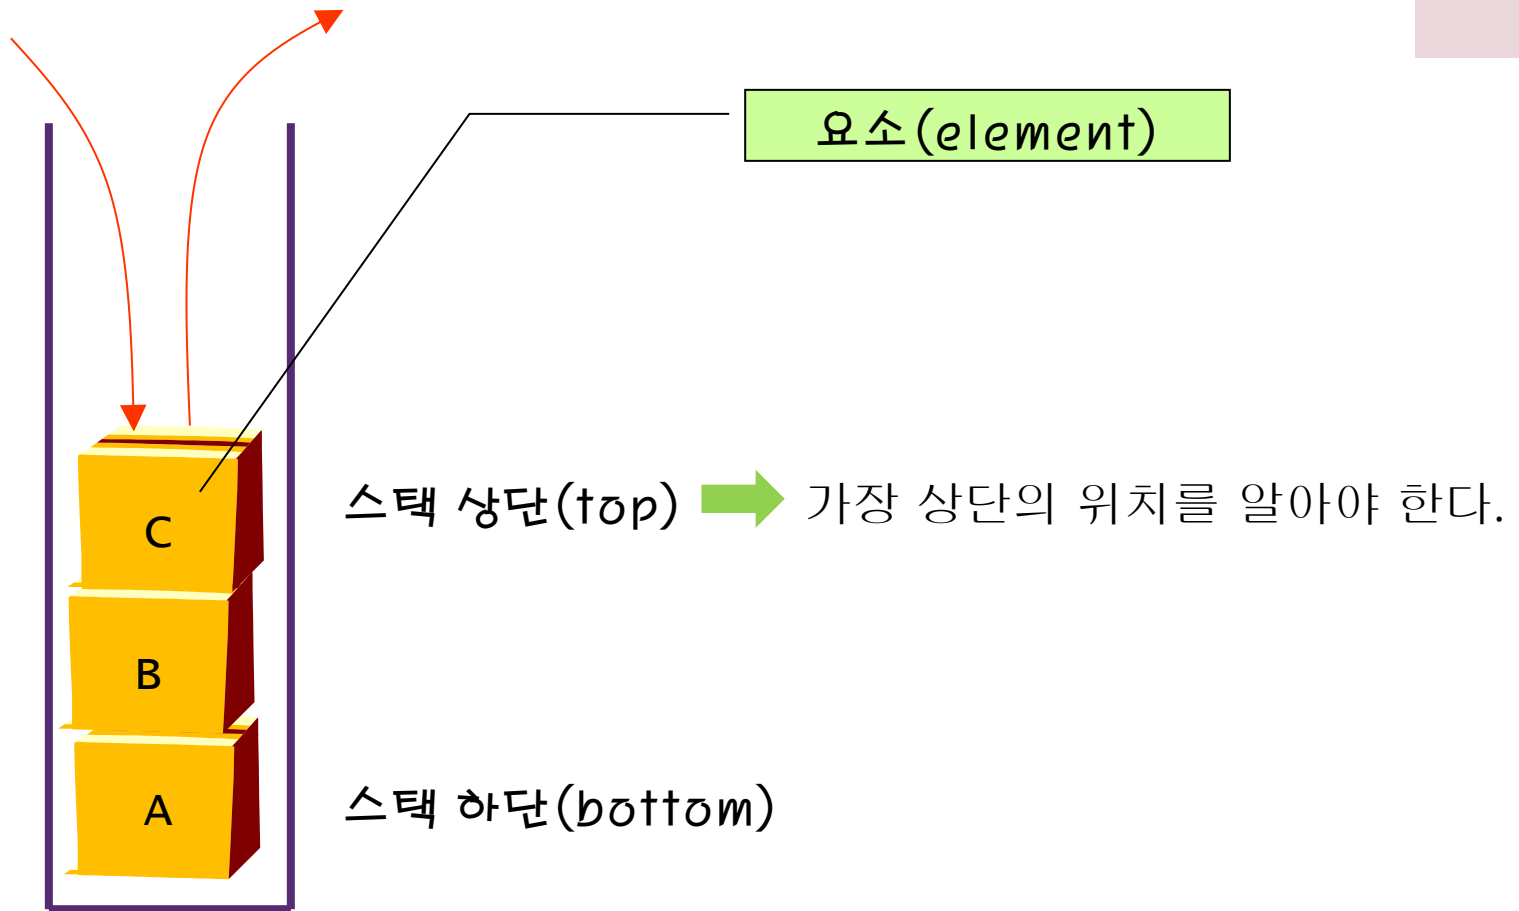 요소(element)
C
스택 상단(top) 가장 상단의 위치를 알아야 한다.
B
A
스택 하단(bottom)